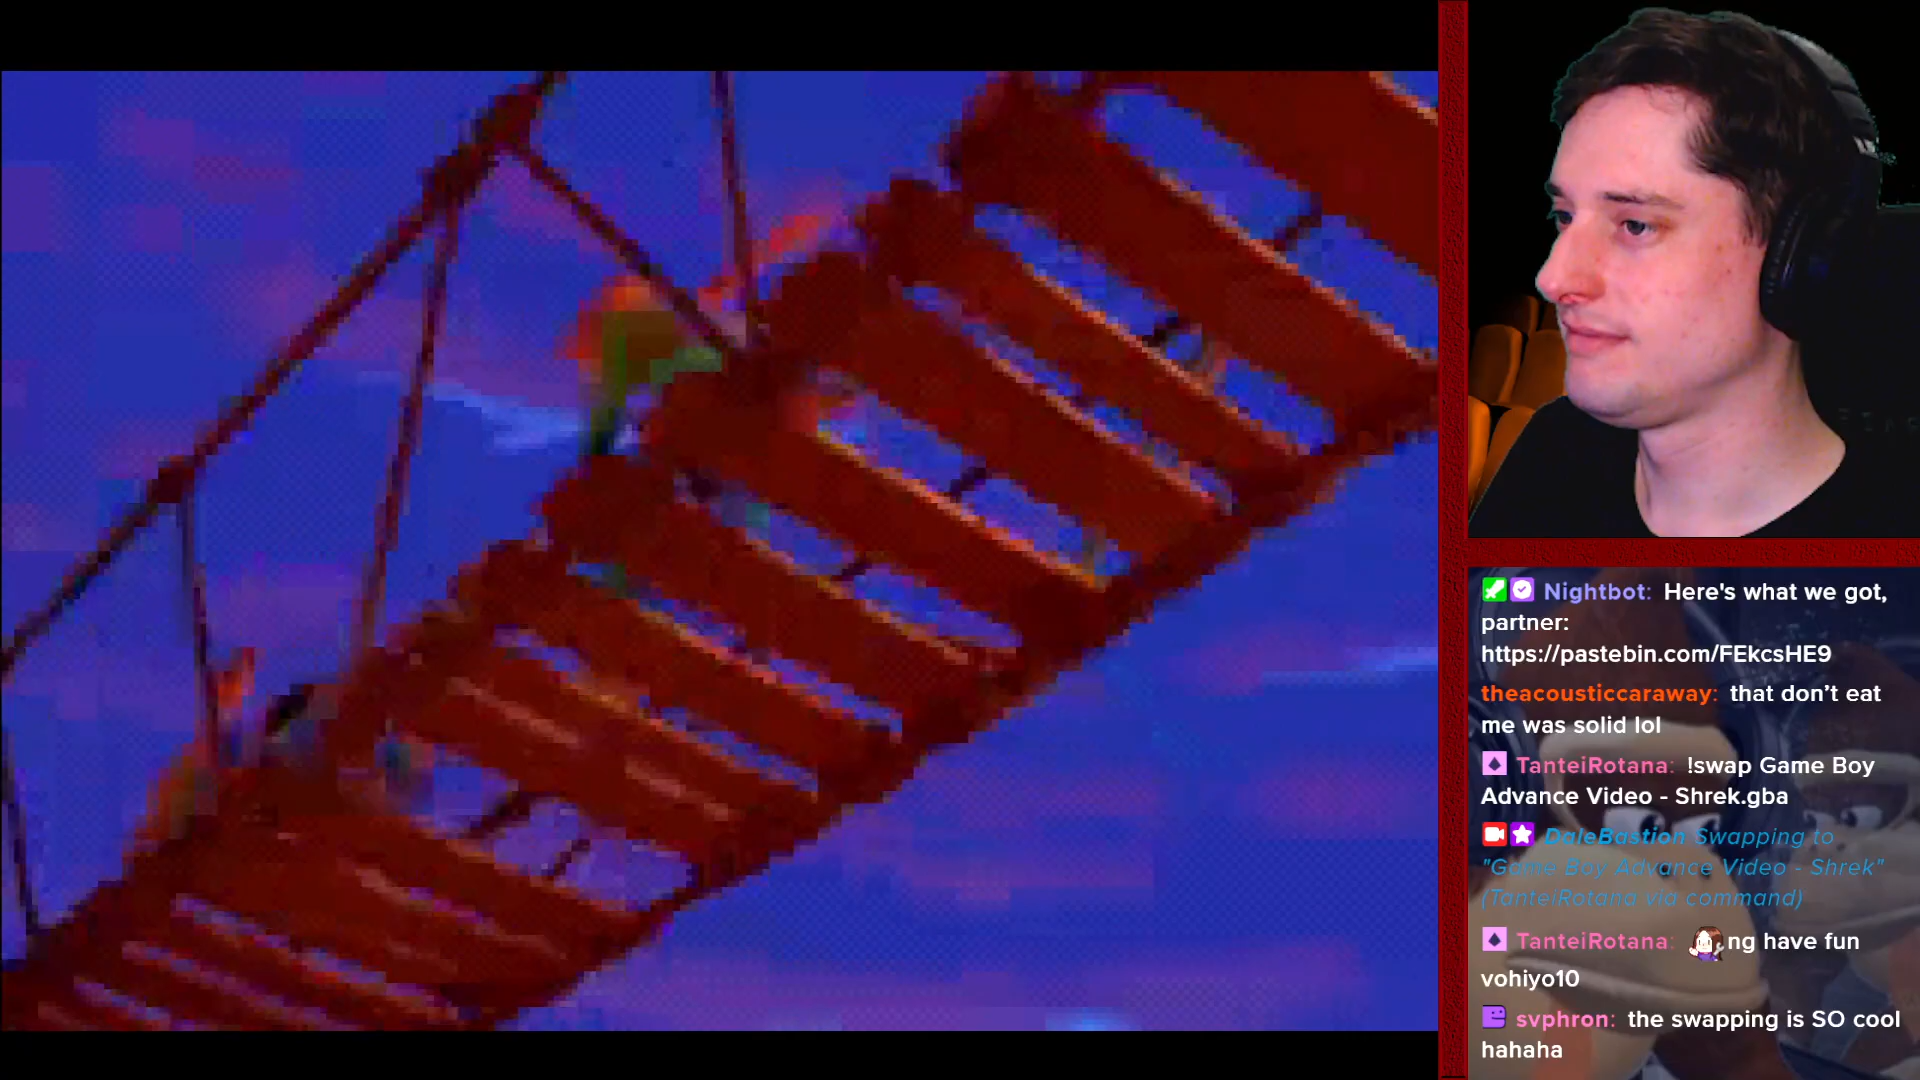 Nightbot: Here's what we got,
partner:
https://pastebin.com/FEkcsHE9
theacousticcaraway: that don’t eat
me was solid lol
TanteiRotana: !swap Game Boy
Advance Video - Shrek.gba
DaleBastion Swapping to
"Game Boy Advance Video - Shrek"
(TanteiRotana via command)
TanteiRotana: ng have fun
vohiyo10
svphron: the swapping is SO cool
hahaha